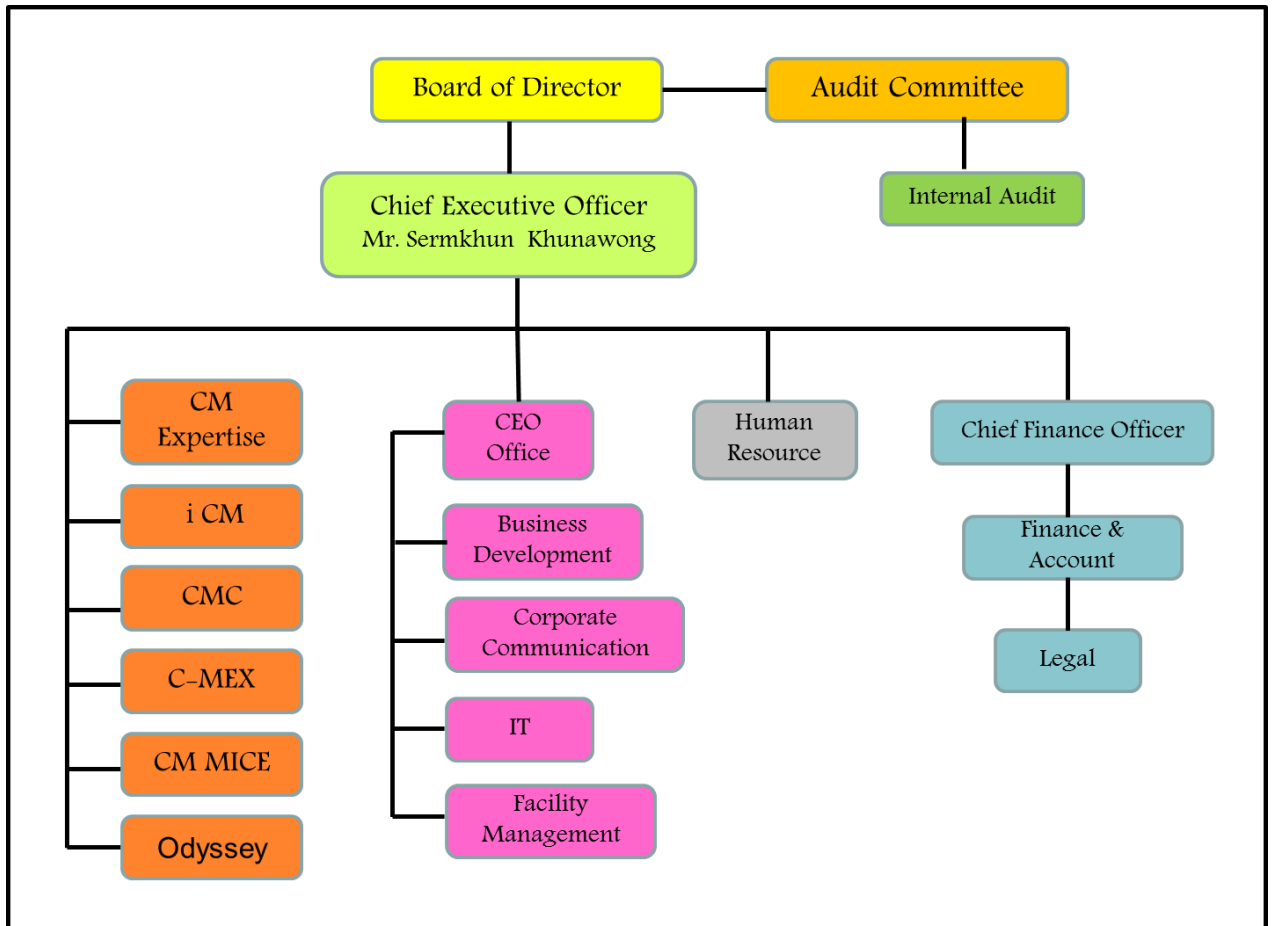 Board of Director
Audit Committee
Internal Audit
Chief Executive Officer
Mr. Sermkhun Khunawong
CM
Expertise
i CM
CMC
C-MEX
CM MICE
Odyssey
CEO
Office
Business
Development
Corporate
Communication
IT
Facility
Management
Human
Resource
Chief Finance Officer
Finance &
Account
Legal